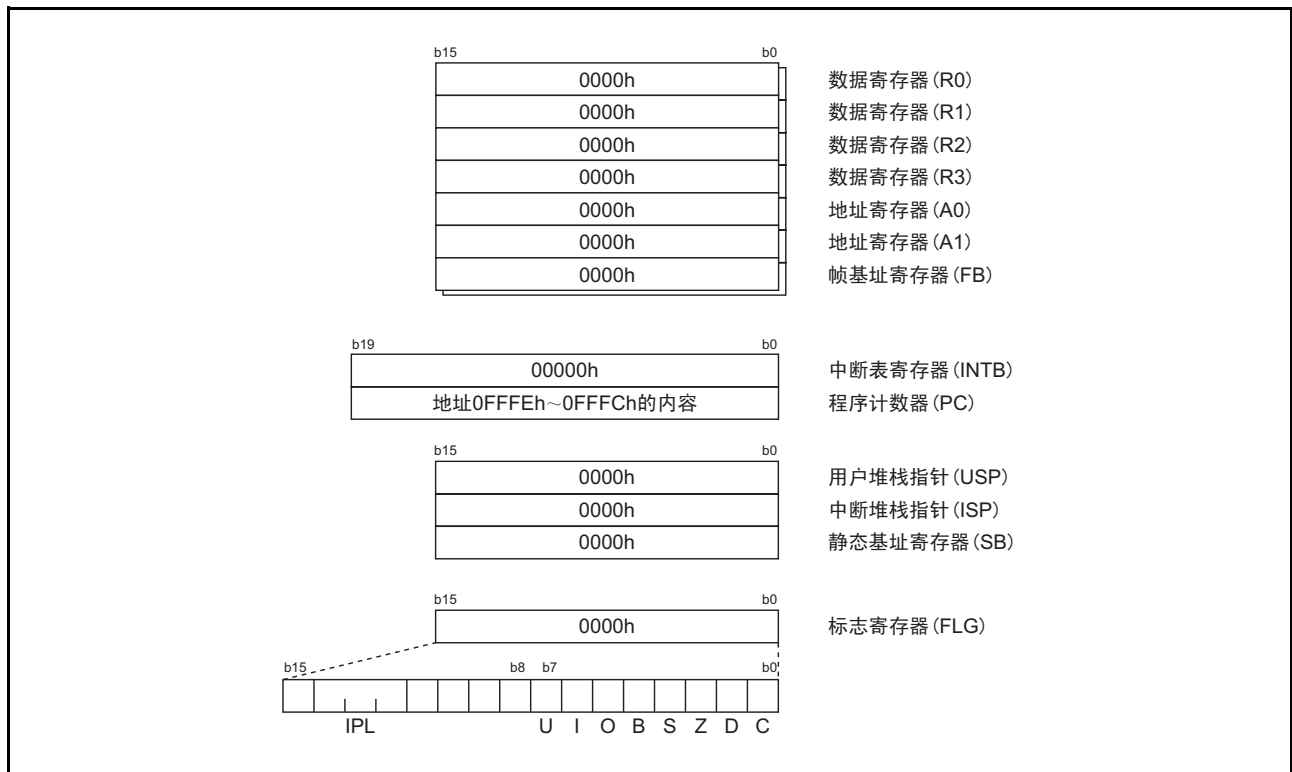 b15 b0
0000h 数据寄存器(R0)
0000h 数据寄存器(R1)
0000h 数据寄存器(R2)
0000h 数据寄存器(R3)
0000h 地址寄存器(A0)
0000h 地址寄存器(A1)
0000h 帧基址寄存器(FB)
b19 b0
00000h 中断表寄存器(INTB)
地址0FFFEh～0FFFCh的内容 程序计数器(PC)
b15 b0
0000h 用户堆栈指针(USP)
0000h 中断堆栈指针(ISP)
0000h 静态基址寄存器(SB)
b15 b0
0000h 标志寄存器(FLG)
b15 b8 b7 b0
IPL U I O B S Z D C